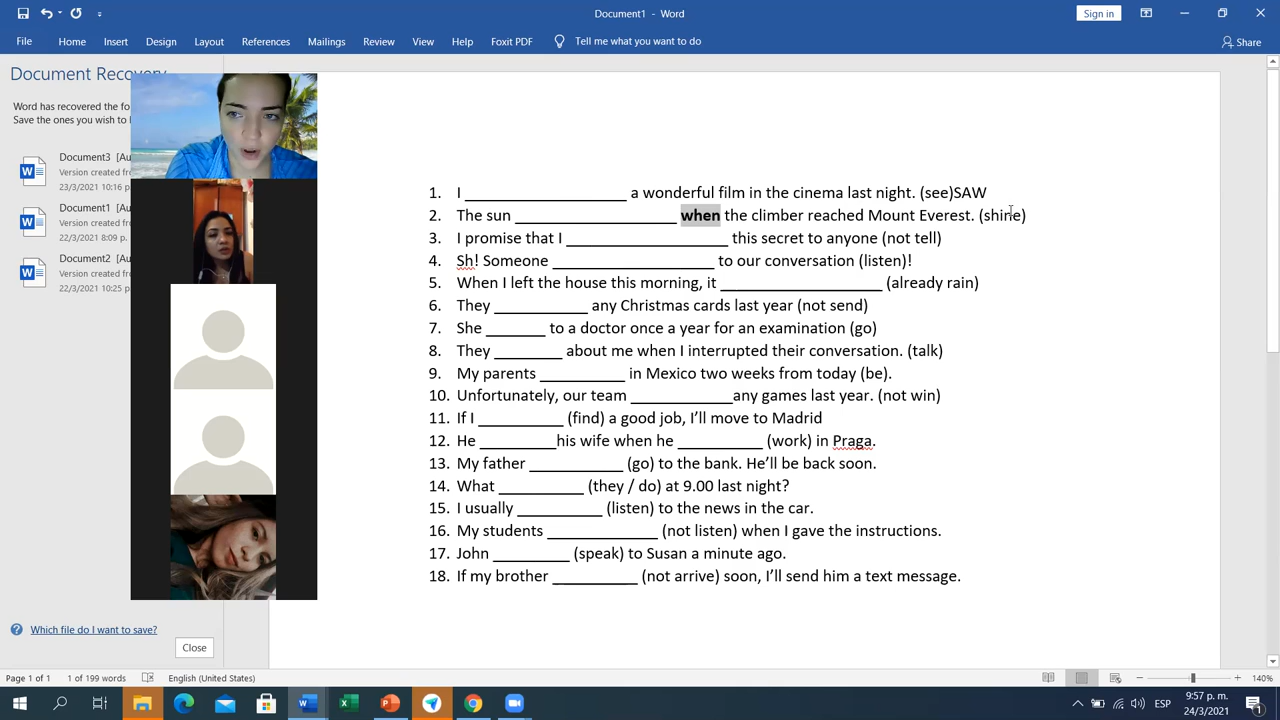 Document1 - Word
Sign in
File Home Insert Design Layout References Mailings Review View Help Foxit PDF Tell me what you want to do Share
Document Recovery
Word has recovered the fo
Save the ones you wish to
Document3 [Au
Version created fro
23/3/2021 10:16 p
Document1 [Au
Version created fro
22/3/2021 8:09 p.
Document2 [Au
Version created fro
22/3/2021 10:25 p
Which file do I want to save?
Close
1. I __________________ a wonderful film in the cinema last night. (see)SAW
2. The sun __________________ when the climber reached Mount Everest. (shine)
3. I promise that I __________________ this secret to anyone (not tell)
4. Sh! Someone __________________ to our conversation (listen)!
5. When I left the house this morning, it __________________ (already rain)
6. They __________ any Christmas cards last year (not send)
7. She _______ to a doctor once a year for an examination (go)
8. They ________ about me when I interrupted their conversation. (talk)
9. My parents __________ in Mexico two weeks from today (be).
10. Unfortunately, our team ____________any games last year. (not win)
11. If I __________ (find) a good job, I’ll move to Madrid
12. He _________his wife when he __________ (work) in Praga.
13. My father ___________ (go) to the bank. He’ll be back soon.
14. What __________ (they / do) at 9.00 last night?
15. I usually __________ (listen) to the news in the car.
16. My students _____________ (not listen) when I gave the instructions.
17. John _________ (speak) to Susan a minute ago.
18. If my brother __________ (not arrive) soon, I’ll send him a text message.
Page 1 of 1 1 of 199 words English (United States) 140%
ESP
9:57 p. m.
24/3/2021